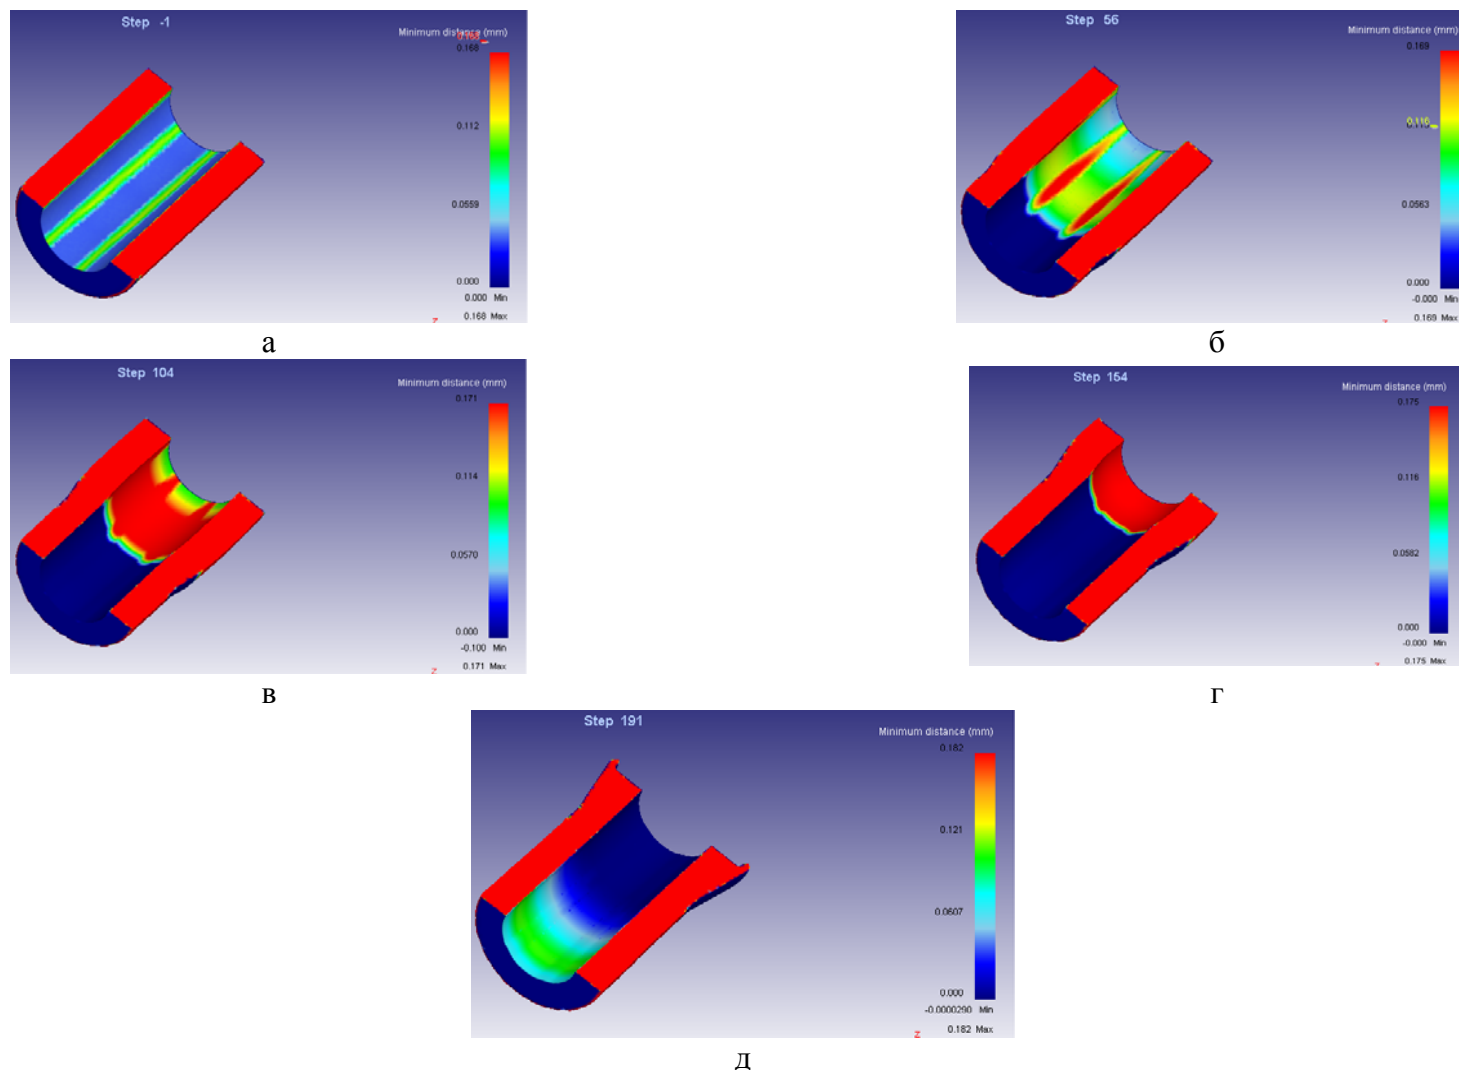 Step -1
Minimum distance (mm)
0.168
0.112
0.0559
0.000
0.000 Min
0.168 Max
z
а
Step 56
Minimum distance (mm)
0.169
0.116
0.0563
0.000
-0.000 Min
0.169 Max
z
б
Step 104
Minimum distance (mm)
0.171
0.114
0.0570
0.000
-0.100 Min
0.171 Max
z
в
Step 154
Minimum distance (mm)
0.175
0.116
0.0582
0.000
-0.000 Min
0.175 Max
г
Step 191
Minimum distance (mm)
0.182
0.121
0.0607
0.000
-0.0000290 Min
0.182 Max
z
д